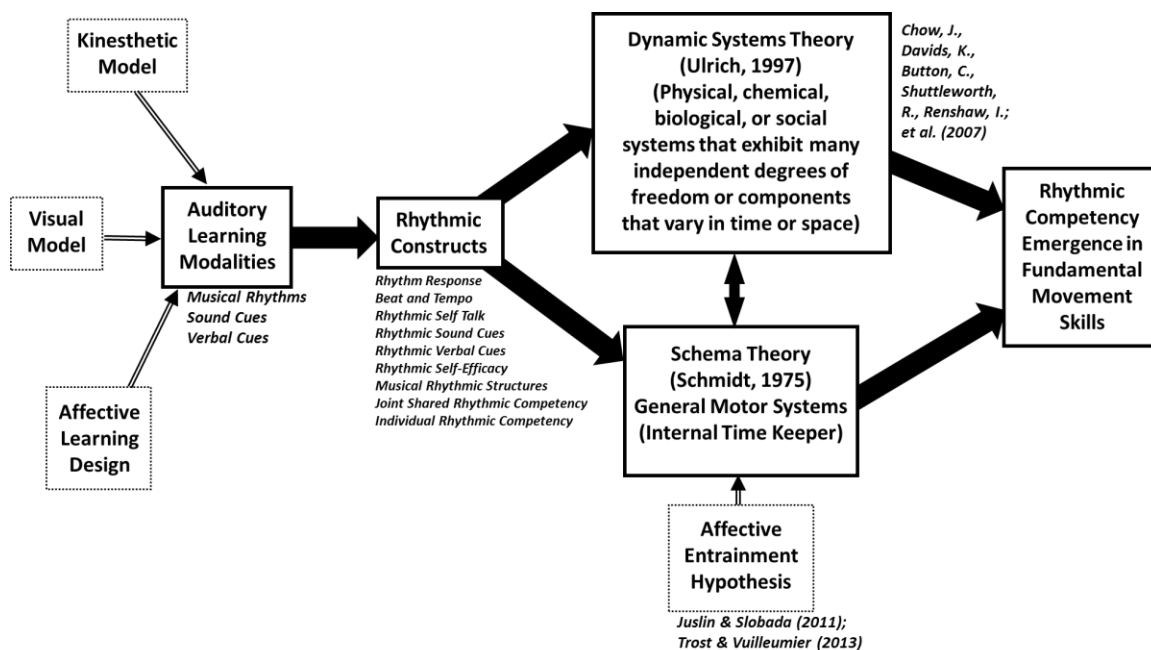 Kinesthetic
Model
Visual
Model
Affective
Learning
Design
Auditory
Learning
Modalities
Musical Rhythms
Sound Cues
Verbal Cues
Rhythmic
Constructs
Rhythm Response
Beat and Tempo
Rhythmic Self Talk
Rhythmic Sound Cues
Rhythmic Verbal Cues
Rhythmic Self-Efficacy
Musical Rhythmic Structures
Joint Shared Rhythmic Competency
Individual Rhythmic Competency
Dynamic Systems Theory
(Ulrich, 1997)
(Physical, chemical,
biological, or social
systems that exhibit many
independent degrees of
freedom or components
that vary in time or space)
Schema Theory
(Schmidt, 1975)
General Motor Systems
(Internal Time Keeper)
Affective
Entrainment
Hypothesis
Juslin & Slobada (2011);
Trost & Vuilleumier (2013)
Chow, J.,
Davids, K.,
Button, C.,
Shuttleworth,
R., Renshaw, I.;
et al. (2007)
Rhythmic
Competency
Emergence in
Fundamental
Movement
Skills